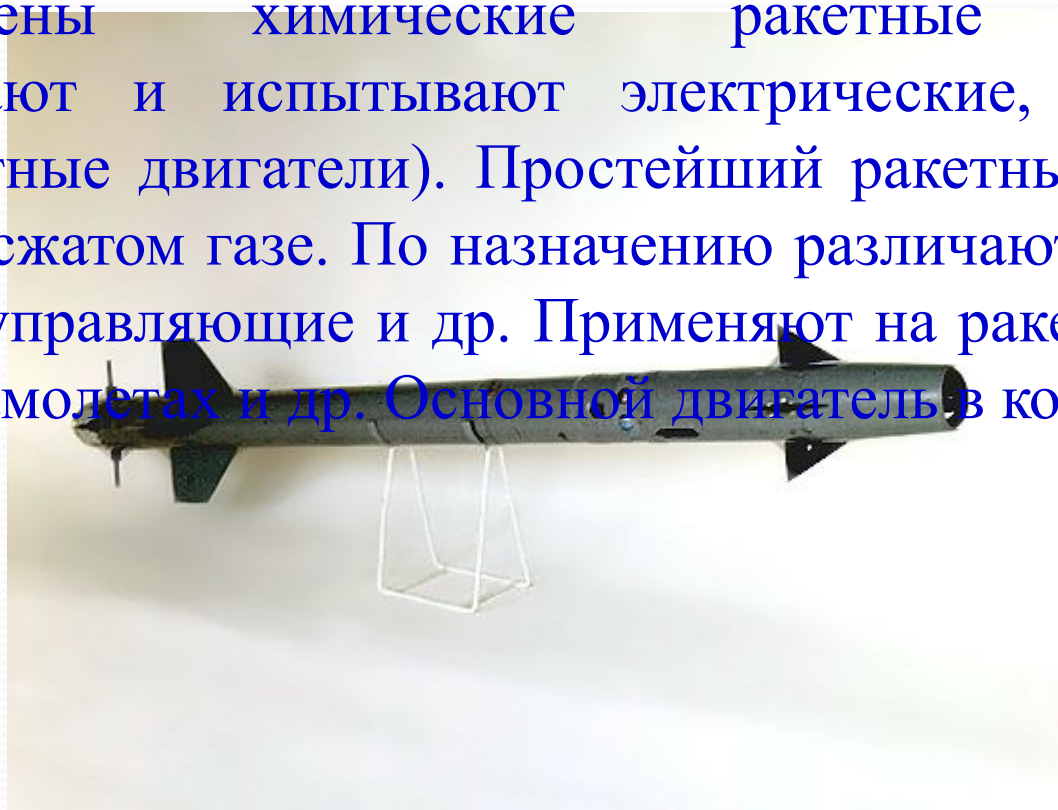 ены химические ракетные
ают и испытывают электрические,
тные двигатели). Простейший ракетны
сжатом газе. По назначению различают
управляющие и др. Применяют на раке
молетах и др. Основной двигатель в ко